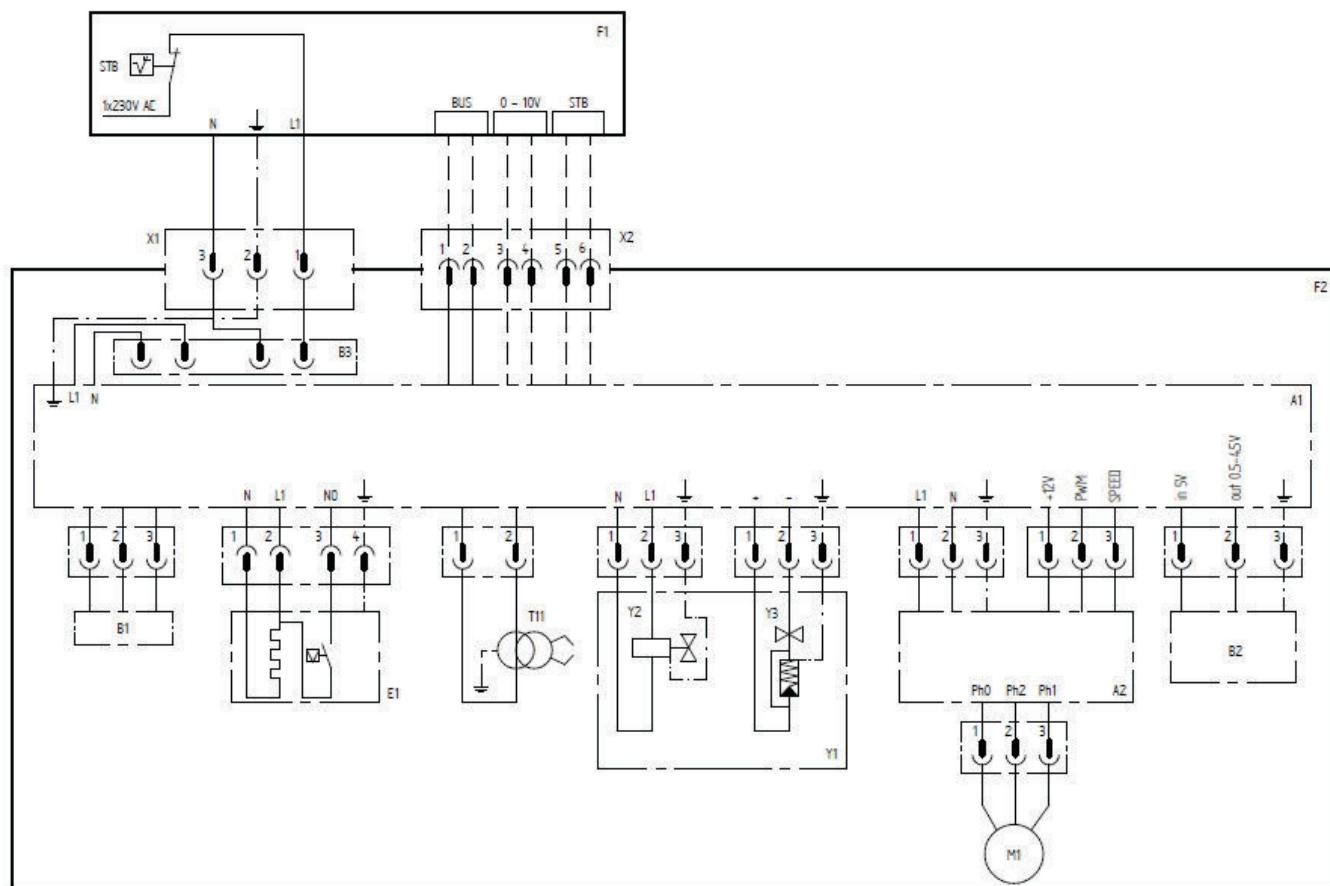 F1
STB
1x230V AC
BUS 0 - 10V STB
N L1
X1 X2
3 2 1
1 2 3 4 5 6
F2
B3
L1 N
A1
N L1 NO
N L1
+ -
L1 N
+12V
PWM
SPEED
in 5V
out 0.5-4.5V
1 2 3
1 2 3 4
1 2
1 2 3
1 2 3
1 2 3
1 2 3
1 2 3
B1
E1
T11
Y2
Y3
Y1
B2
Ph0 Ph2 Ph1
A2
1 2 3
M1